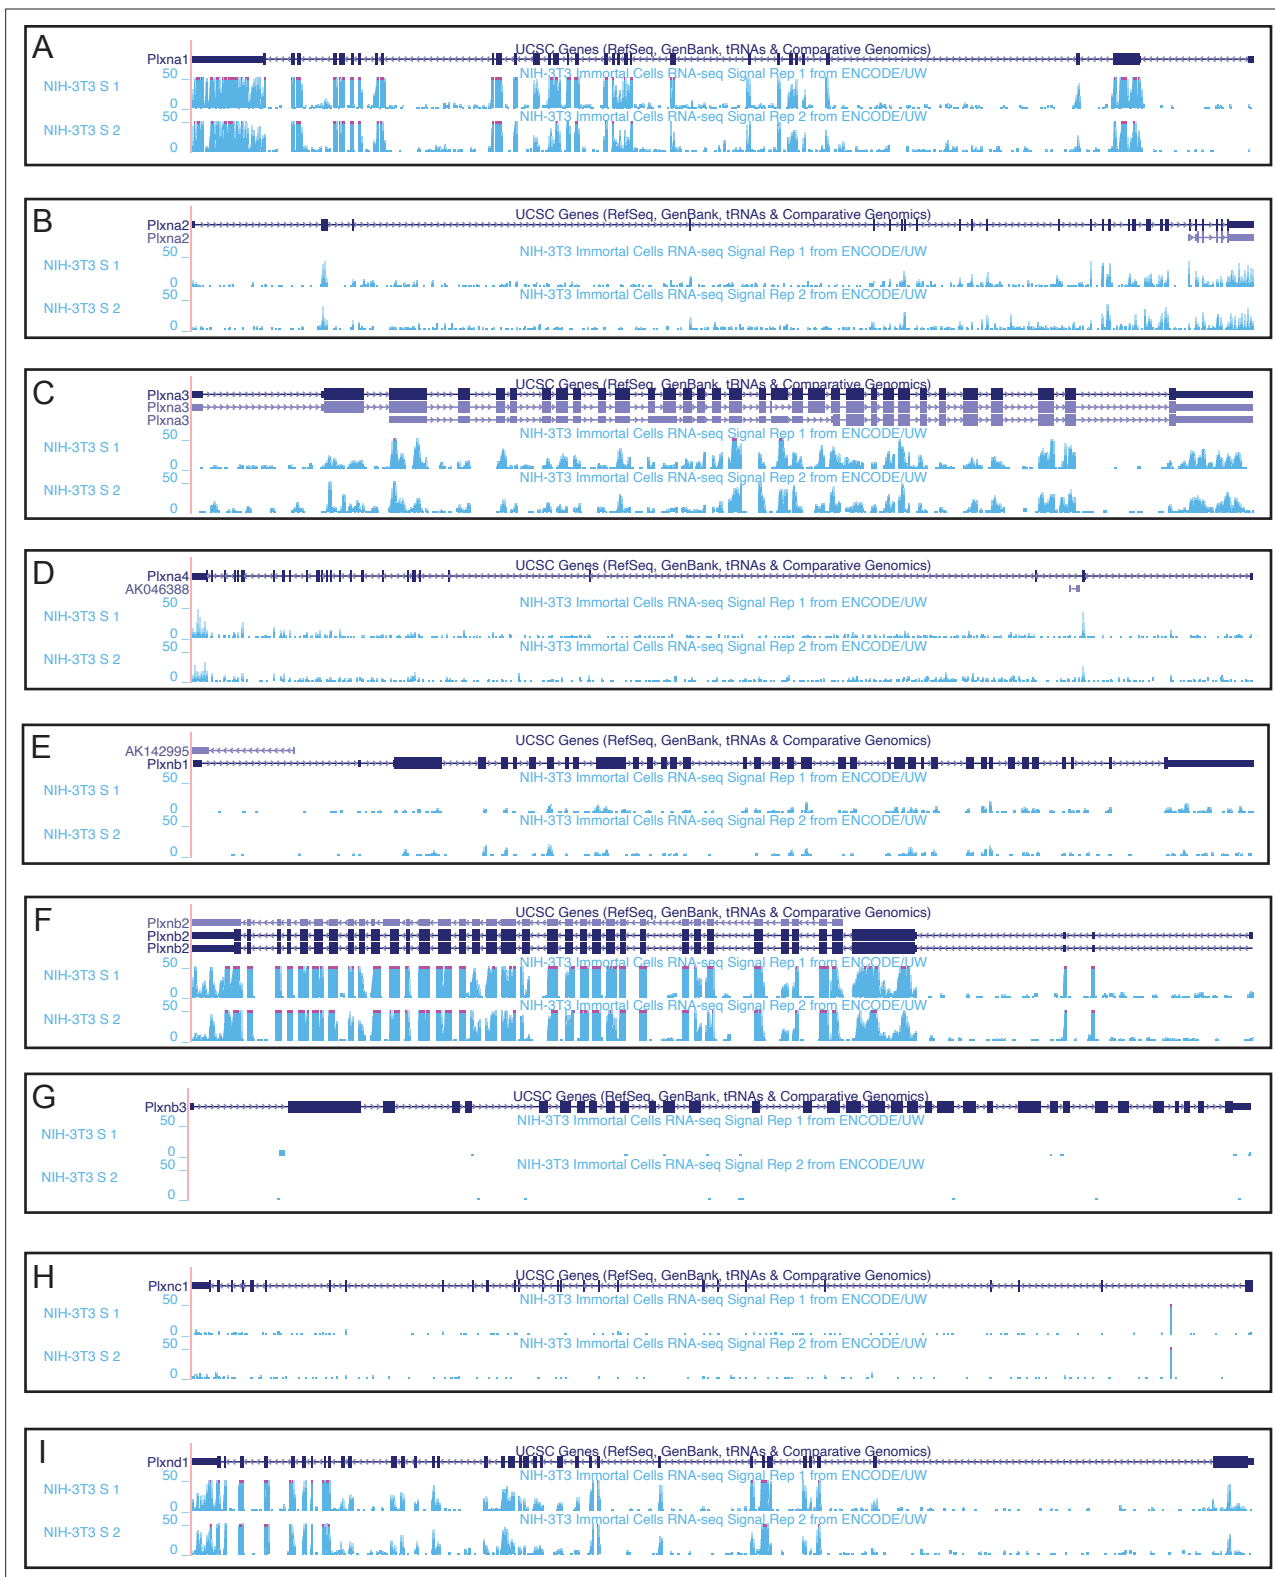 A
UCSC Genes (RefSeq, GenBank, tRNAs & Comparative Genomics)
Plxna1
50
NIH-3T3 Immortal Cells RNA-seq Signal Rep 1 from ENCODE/UW
NIH-3T3 S 1
0
NIH-3T3 Immortal Cells RNA-seq Signal Rep 2 from ENCODE/UW
50
NIH-3T3 S 2
0
B
UCSC Genes (RefSeq, GenBank, tRNAs & Comparative Genomics)
Plxna2
Plxna2
50
NIH-3T3 Immortal Cells RNA-seq Signal Rep 1 from ENCODE/UW
NIH-3T3 S 1
0
NIH-3T3 Immortal Cells RNA-seq Signal Rep 2 from ENCODE/UW
50
NIH-3T3 S 2
0
C
UCSC Genes (RefSeq, GenBank, tRNAs & Comparative Genomics)
Plxna3
Plxna3
Plxna3
50
NIH-3T3 Immortal Cells RNA-seq Signal Rep 1 from ENCODE/UW
NIH-3T3 S 1
0
NIH-3T3 Immortal Cells RNA-seq Signal Rep 2 from ENCODE/UW
50
NIH-3T3 S 2
0
D
UCSC Genes (RefSeq, GenBank, tRNAs & Comparative Genomics)
Plxna4
AK046388
50
NIH-3T3 Immortal Cells RNA-seq Signal Rep 1 from ENCODE/UW
NIH-3T3 S 1
0
NIH-3T3 Immortal Cells RNA-seq Signal Rep 2 from ENCODE/UW
50
NIH-3T3 S 2
0
E
UCSC Genes (RefSeq, GenBank, tRNAs & Comparative Genomics)
AK142995
Plxnb1
50
NIH-3T3 Immortal Cells RNA-seq Signal Rep 1 from ENCODE/UW
NIH-3T3 S 1
0
NIH-3T3 Immortal Cells RNA-seq Signal Rep 2 from ENCODE/UW
50
NIH-3T3 S 2
0
F
UCSC Genes (RefSeq, GenBank, tRNAs & Comparative Genomics)
Plxnb2
Plxnb2
Plxnb2
50
NIH-3T3 Immortal Cells RNA-seq Signal Rep 1 from ENCODE/UW
NIH-3T3 S 1
0
NIH-3T3 Immortal Cells RNA-seq Signal Rep 2 from ENCODE/UW
50
NIH-3T3 S 2
0
G
UCSC Genes (RefSeq, GenBank, tRNAs & Comparative Genomics)
Plxnb3
50
NIH-3T3 Immortal Cells RNA-seq Signal Rep 1 from ENCODE/UW
NIH-3T3 S 1
0
NIH-3T3 Immortal Cells RNA-seq Signal Rep 2 from ENCODE/UW
50
NIH-3T3 S 2
0
H
UCSC Genes (RefSeq, GenBank, tRNAs & Comparative Genomics)
Plxnc1
50
NIH-3T3 Immortal Cells RNA-seq Signal Rep 1 from ENCODE/UW
NIH-3T3 S 1
0
NIH-3T3 Immortal Cells RNA-seq Signal Rep 2 from ENCODE/UW
50
NIH-3T3 S 2
0
I
UCSC Genes (RefSeq, GenBank, tRNAs & Comparative Genomics)
Plxnd1
50
NIH-3T3 Immortal Cells RNA-seq Signal Rep 1 from ENCODE/UW
NIH-3T3 S 1
0
NIH-3T3 Immortal Cells RNA-seq Signal Rep 2 from ENCODE/UW
50
NIH-3T3 S 2
0